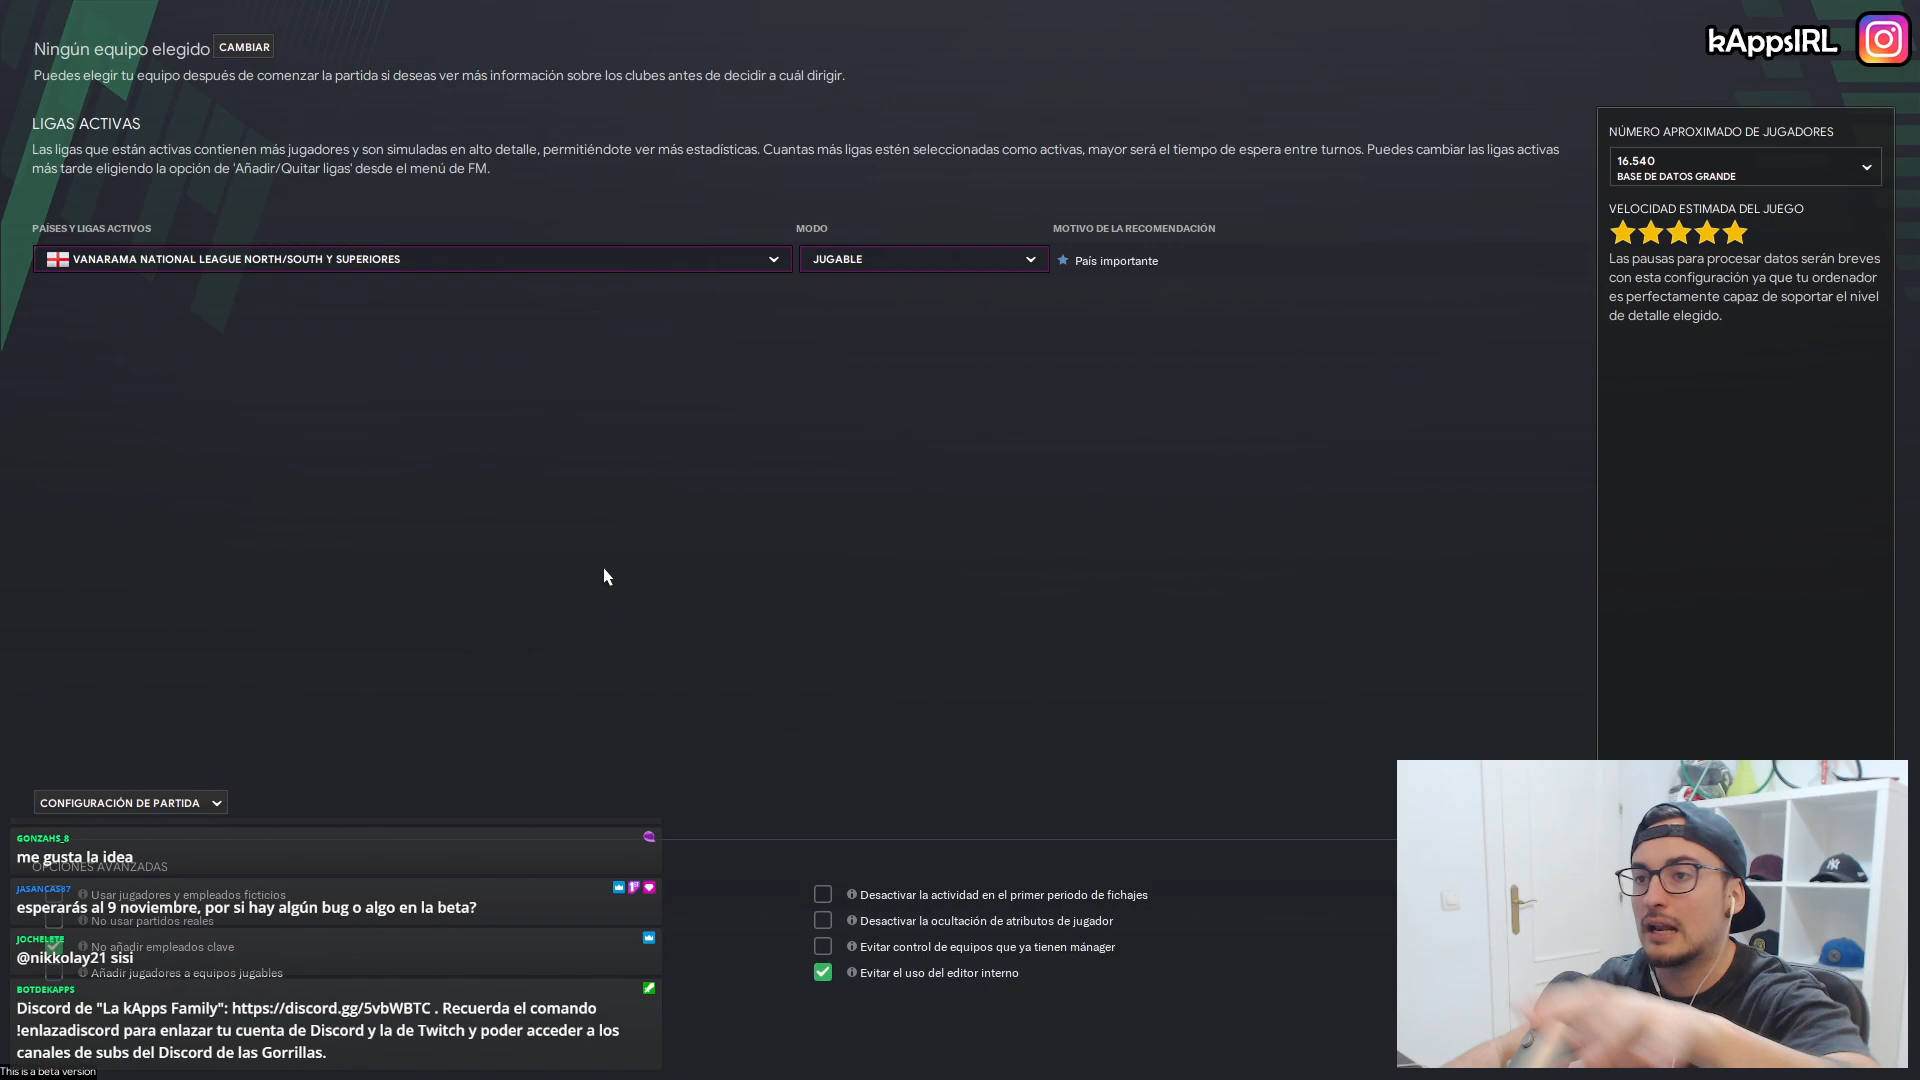 Ningún equipo elegido CAMBIAR
Puedes elegir tu equipo después de comenzar la partida si deseas ver más información sobre los clubes antes de decidir a cuál dirigir.
kAppsIRL
LIGAS ACTIVAS
Las ligas que están activas contienen más jugadores y son simuladas en alto detalle, permitiéndote ver más estadísticas. Cuantas más ligas estén seleccionadas como activas, mayor será el tiempo de espera entre turnos. Puedes cambiar las ligas activas
más tarde eligiendo la opción de 'Añadir/Quitar ligas' desde el menú de FM.
PAÍSES Y LIGAS ACTIVOS
MODO
MOTIVO DE LA RECOMENDACIÓN
VANARAMA NATIONAL LEAGUE NORTH/SOUTH Y SUPERIORES
JUGABLE
País importante
NÚMERO APROXIMADO DE JUGADORES
16.540
BASE DE DATOS GRANDE
VELOCIDAD ESTIMADA DEL JUEGO
Las pausas para procesar datos serán breves
con esta configuración ya que tu ordenador
es perfectamente capaz de soportar el nivel
de detalle elegido.
CONFIGURACIÓN DE PARTIDA
GONZAHS_8
me gusta la idea
OPCIONES AVANZADAS
JASANCAS87
Usar jugadores y empleados ficticios
esperarás al 9 noviembre, por si hay algún bug o algo en la beta?
No usar partidos reales
JOCHELETE
No añadir empleados clave
@nikkolay21 sisi
Añadir jugadores a equipos jugables
BOTDEKAPPS
Discord de "La kApps Family": https://discord.gg/5vbWBTC . Recuerda el comando
!enlazadiscord para enlazar tu cuenta de Discord y la de Twitch y poder acceder a los
canales de subs del Discord de las Gorrillas.
Desactivar la actividad en el primer periodo de fichajes
Desactivar la ocultación de atributos de jugador
Evitar control de equipos que ya tienen mánager
Evitar el uso del editor interno
This is a beta version